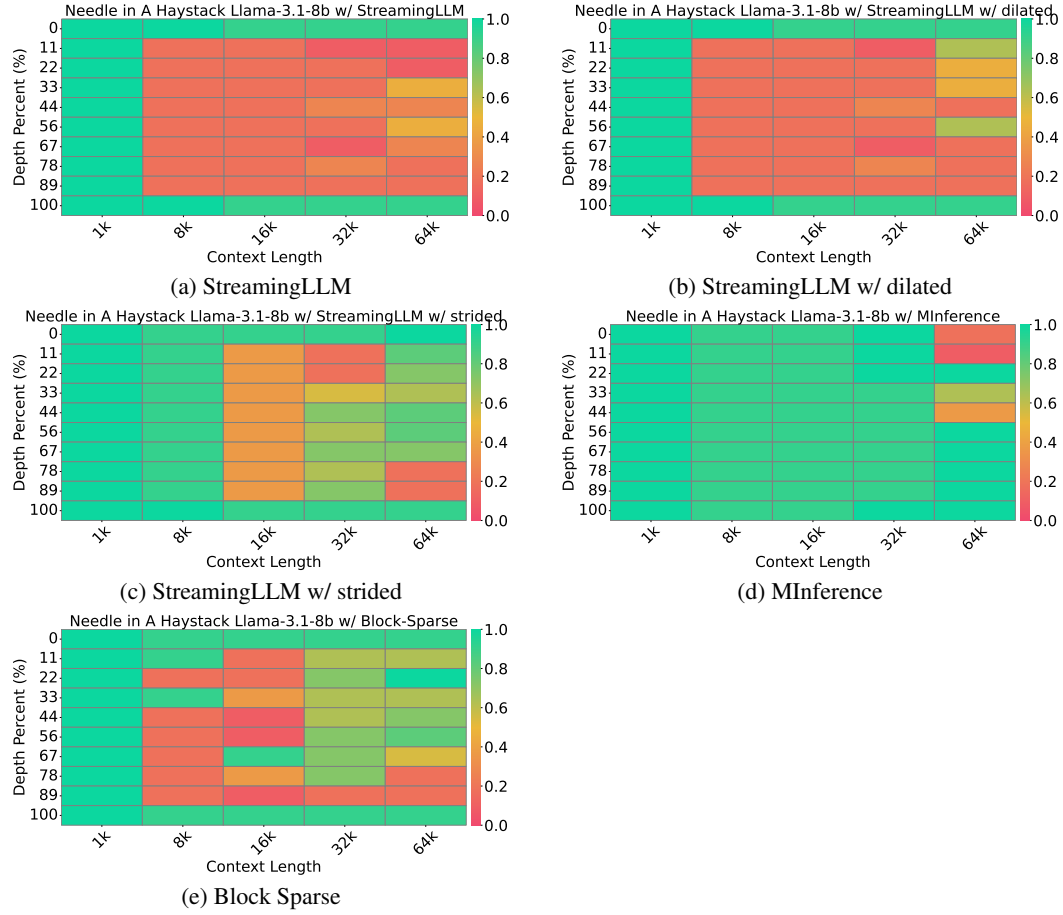 Needle in A Haystack Llama-3.1-8b w/ StreamingLLM
Depth Percent (%)
0
11
22
33
44
56
67
78
89
100
1k
8k
16k
32k
64k
Context Length
1.0
0.8
0.6
0.4
0.2
0.0
(a) StreamingLLM
Needle in A Haystack Llama-3.1-8b w/ StreamingLLM w/ dilated
Depth Percent (%)
0
11
22
33
44
56
67
78
89
100
1k
8k
16k
32k
64k
Context Length
1.0
0.8
0.6
0.4
0.2
0.0
(b) StreamingLLM w/ dilated
Needle in A Haystack Llama-3.1-8b w/ StreamingLLM w/ strided
Depth Percent (%)
0
11
22
33
44
56
67
78
89
100
1k
8k
16k
32k
64k
Context Length
1.0
0.8
0.6
0.4
0.2
0.0
(c) StreamingLLM w/ strided
Needle in A Haystack Llama-3.1-8b w/ MInference
Depth Percent (%)
0
11
22
33
44
56
67
78
89
100
1k
8k
16k
32k
64k
Context Length
1.0
0.8
0.6
0.4
0.2
0.0
(d) MInference
Needle in A Haystack Llama-3.1-8b w/ Block-Sparse
Depth Percent (%)
0
11
22
33
44
56
67
78
89
100
1k
8k
16k
32k
64k
Context Length
1.0
0.8
0.6
0.4
0.2
0.0
(e) Block Sparse